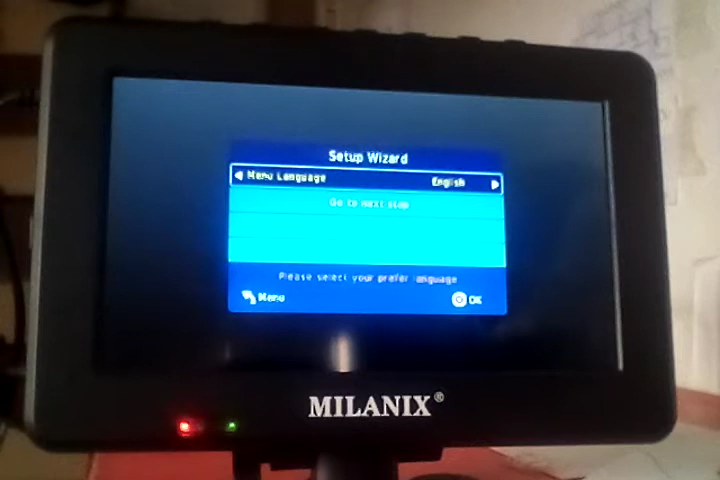 Setup Wizard
Menu Language English
Go to next step
Please select your prefer language
Menu OK
MILANIX®